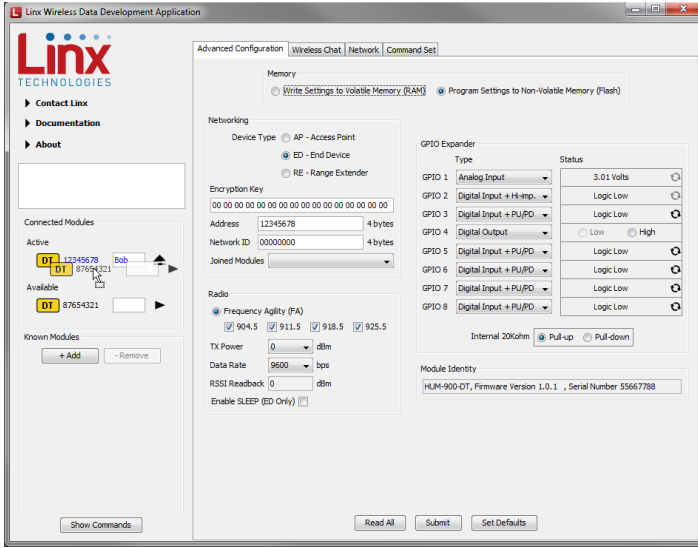 Linx Wireless Data Development Application
Linx
TECHNOLOGIES
Contact Linx
Documentation
About
Connected Modules
Active
DT 12345678 Bob
DT 87654321
Available
DT 87654321
Known Modules
+ Add - Remove
Show Commands
Advanced Configuration Wireless Chat Network Command Set
Memory
Write Settings to Volatile Memory (RAM) Program Settings to Non-Volatile Memory (Flash)
Networking
Device Type AP - Access Point
ED - End Device
RE - Range Extender
Encryption Key
00 00 00 00 00 00 00 00 00 00 00 00 00 00 00 00
Address 12345678 4 bytes
Network ID 00000000 4 bytes
Joined Modules
Radio
Frequency Agility (FA)
904.5 911.5 918.5 925.5
TX Power 0 dBm
Data Rate 9600 bps
RSSI Readback 0 dBm
Enable SLEEP (ED Only)
GPIO Expander
Type Status
GPIO 1 Analog Input 3.01 Volts
GPIO 2 Digital Input + Hi-imp. Logic Low
GPIO 3 Digital Input + PU/PD Logic Low
GPIO 4 Digital Output Low High
GPIO 5 Digital Input + PU/PD Logic Low
GPIO 6 Digital Input + PU/PD Logic Low
GPIO 7 Digital Input + PU/PD Logic Low
GPIO 8 Digital Input + PU/PD Logic Low
Internal 20Kohm Pull-up Pull-down
Module Identity
HUM-900-DT, Firmware Version 1.0.1 , Serial Number 55667788
Read All Submit Set Defaults